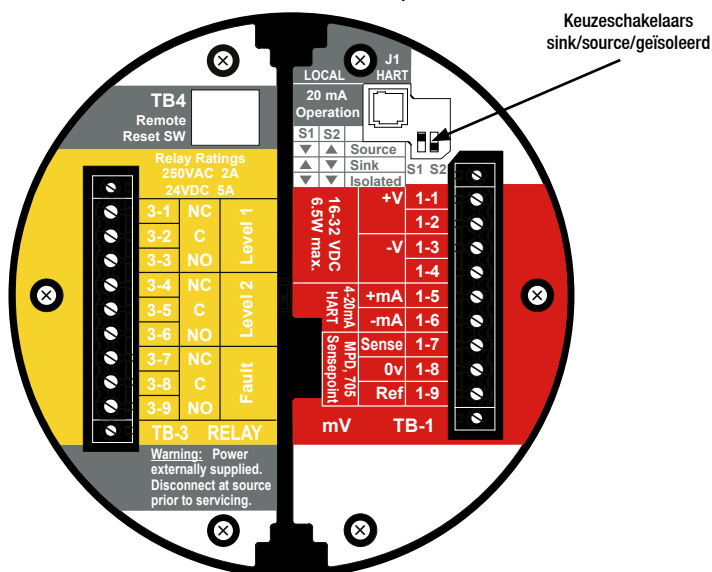 Keuzeschakelaars
sink/source/geïsoleerd
J1
LOCAL HART
TB4
Remote
Reset SW
20 mA
Operation
S1 S2
▼ ▲ Source
▲ ▼ Sink
▼ ▼ Isolated
S1 S2
Relay Ratings
250VAC 2A
24VDC 5A
3-1 NC
3-2 C
3-3 NO
Level 1
3-4 NC
3-5 C
3-6 NO
Level 2
3-7 NC
3-8 C
3-9 NO
Fault
TB-3 RELAY
Warning: Power
externally supplied.
Disconnect at source
prior to servicing.
16-32 VDC
6.5W max.
+V 1-1
1-2
-V 1-3
1-4
4-20mA
HART
+mA 1-5
-mA 1-6
MPD, 705
Sensepoint
Sense 1-7
0v 1-8
Ref 1-9
mV TB-1